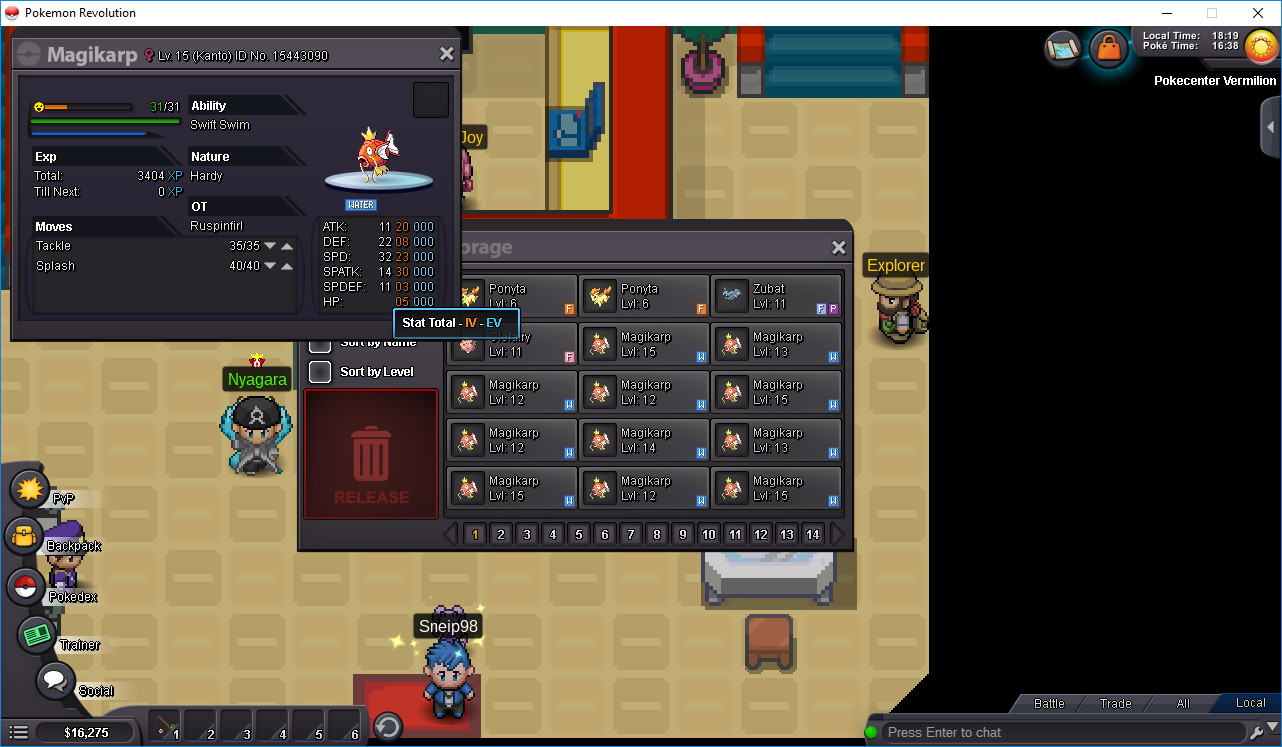 Pokemon Revolution
Magikarp ♀ Lv. 15 (Kanto) ID No. 15443090
31/31
Ability
Swift Swim
Exp
Total: 3404 XP
Till Next: 0 XP
Nature
Hardy
OT
Ruspinfirl
WATER
Moves
Tackle 35/35
Splash 40/40
ATK: 11 20 000
DEF: 22 08 000
SPD: 32 23 000
SPATK: 14 30 000
SPDEF: 11 03 000
HP: 05 000
Stat Total - IV - EV
Local Time: 18:19
Poké Time: 16:38
Pokecenter Vermilion
Joy
orage
Explorer
Ponyta
Lvl: 6
F
Ponyta
Lvl: 6
F
Zubat
Lvl: 11
F P
Lvl: 11
F
Magikarp
Lvl: 15
W
Magikarp
Lvl: 13
W
Magikarp
Lvl: 12
W
Magikarp
Lvl: 12
W
Magikarp
Lvl: 15
W
Magikarp
Lvl: 12
W
Magikarp
Lvl: 14
W
Magikarp
Lvl: 13
W
Magikarp
Lvl: 15
W
Magikarp
Lvl: 12
W
Magikarp
Lvl: 15
W
Sort by Name
Sort by Level
RELEASE
1 2 3 4 5 6 7 8 9 10 11 12 13 14
Nyagara
PvP
Backpack
Pokedex
Trainer
Social
Sneip98
$16,275
1 2 3 4 5 6
Battle Trade All Local
Press Enter to chat